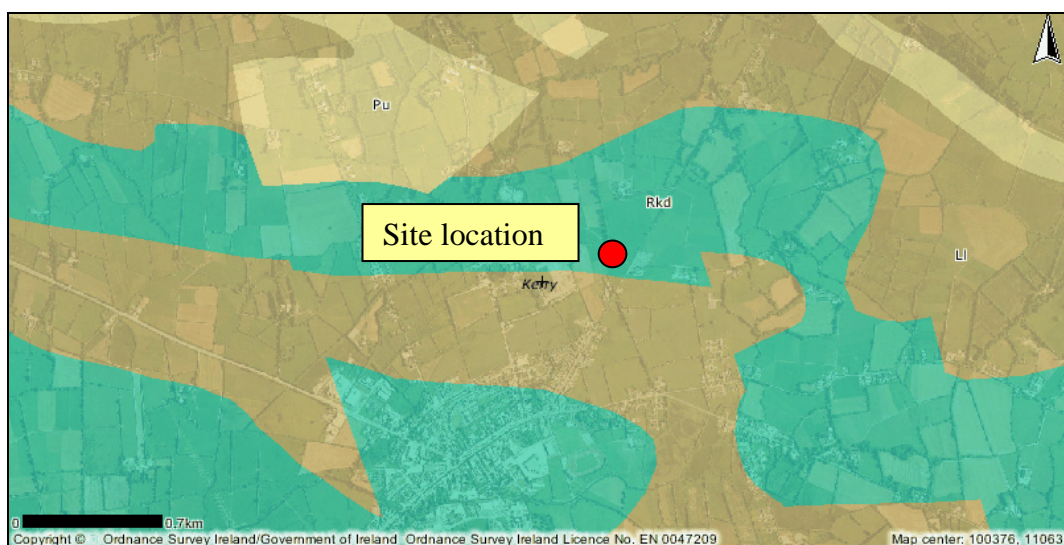 Pu
Rkd
Site location
Ll
Kerry
0 0.7km
Copyright © Ordnance Survey Ireland/Government of Ireland Ordnance Survey Ireland Licence No. EN 0047209
Map center: 100376, 11063